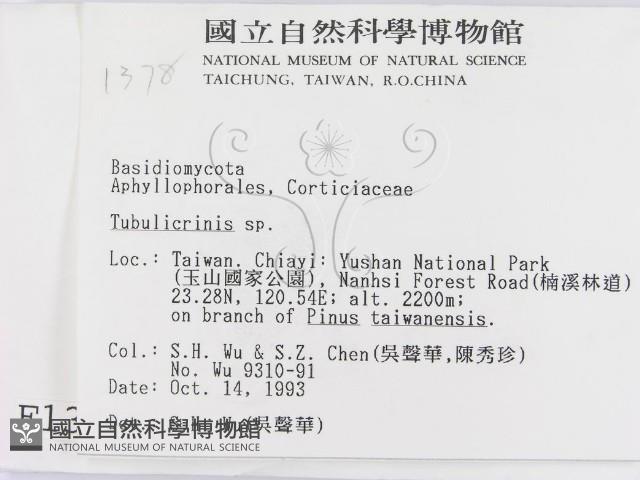 國立自然科學博物館
NATIONAL MUSEUM OF NATURAL SCIENCE
TAICHUNG, TAIWAN, R.O.CHINA
1378
Basidiomycota
Aphyllophorales, Corticiaceae
Tubulicrinis sp.
Loc.: Taiwan. Chiayi: Yushan National Park
(玉山國家公園), Nanhsi Forest Road(楠溪林道)
23.28N, 120.54E; alt. 2200m;
on branch of Pinus taiwanensis.
Col.: S.H. Wu & S.Z. Chen(吳聲華,陳秀珍)
No. Wu 9310-91
Date: Oct. 14, 1993
(吳聲華)
國立自然科學博物館
NATIONAL MUSEUM OF NATURAL SCIENCE